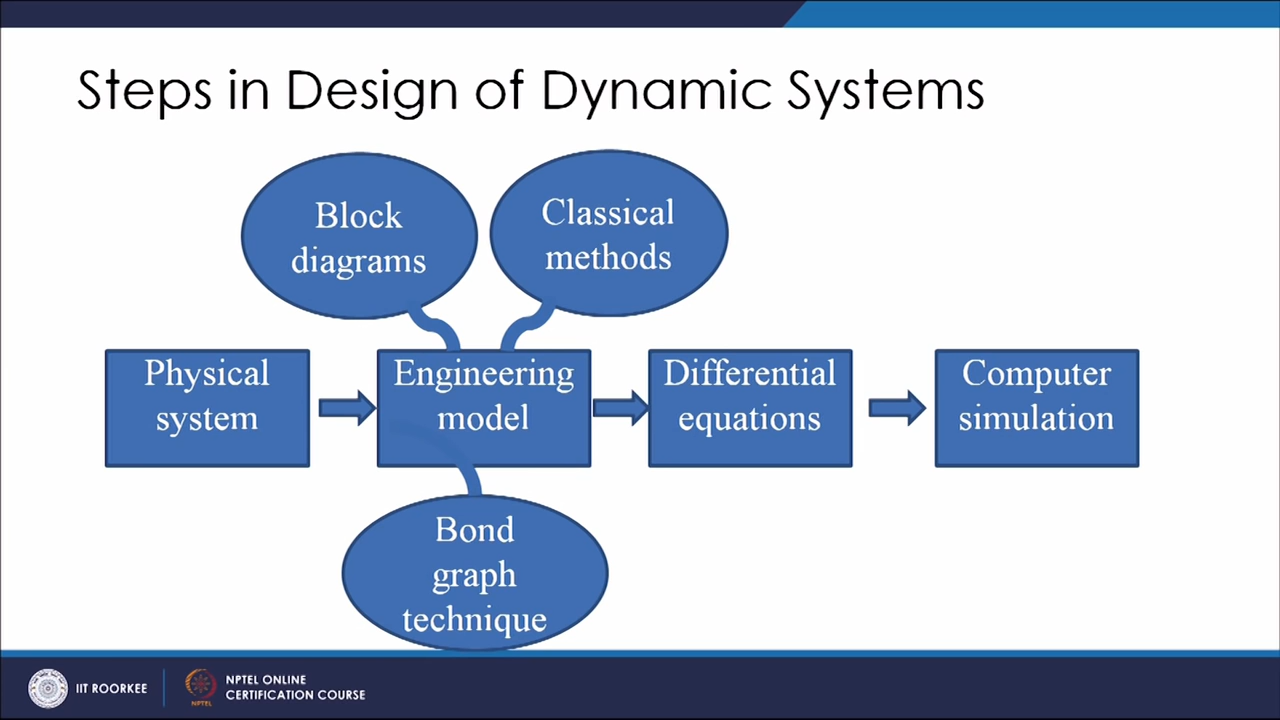 Steps in Design of Dynamic Systems
Block
diagrams
Classical
methods
Physical
system
Engineering
model
Differential
equations
Computer
simulation
Bond
graph
technique
IIT ROORKEE
NPTEL
NPTEL ONLINE
CERTIFICATION COURSE